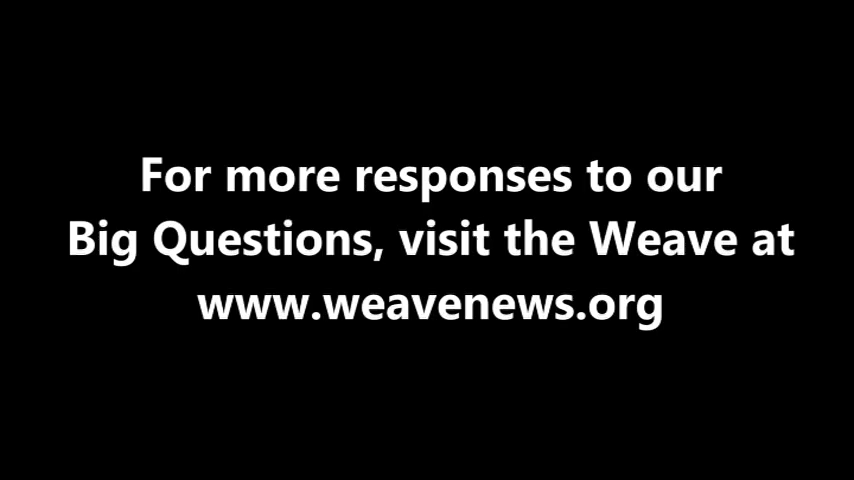 For more responses to our
Big Questions, visit the Weave at
www.weavenews.org